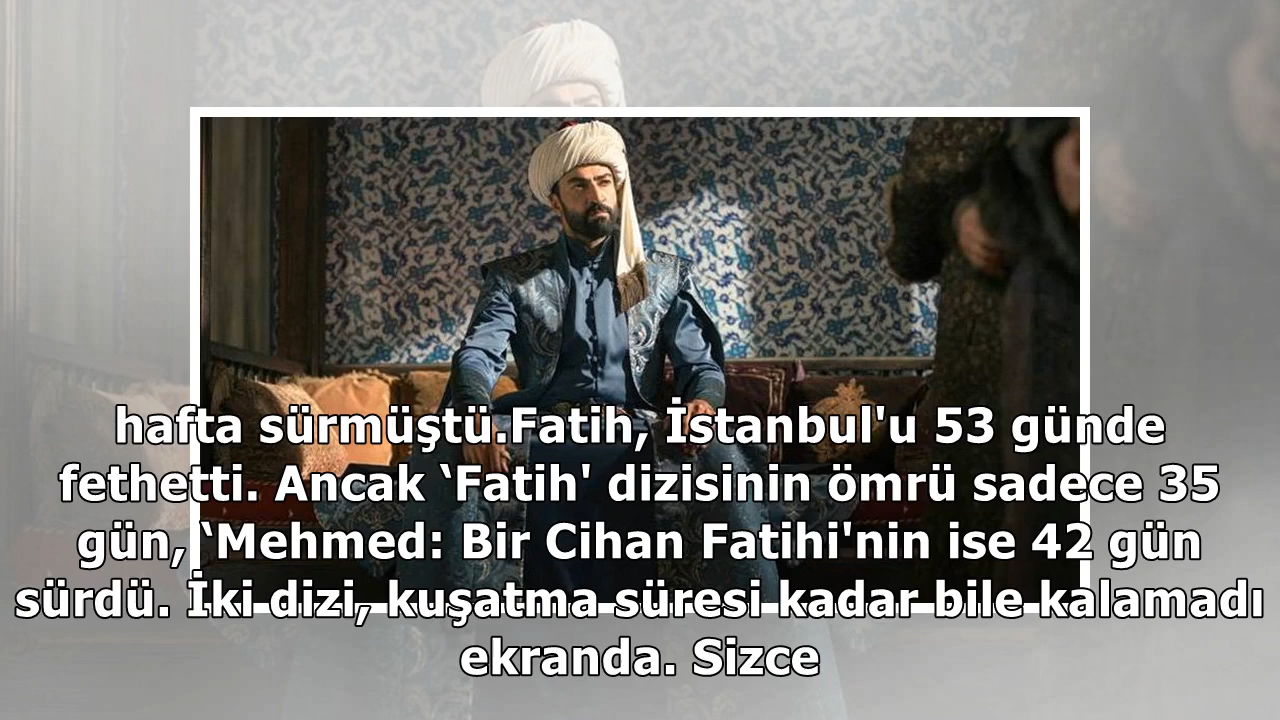 hafta sürmüştü.Fatih, İstanbul'u 53 günde
fethetti. Ancak ‘Fatih' dizisinin ömrü sadece 35
gün, ‘Mehmed: Bir Cihan Fatihi'nin ise 42 gün
sürdü. İki dizi, kuşatma süresi kadar bile kalamadı
ekranda. Sizce